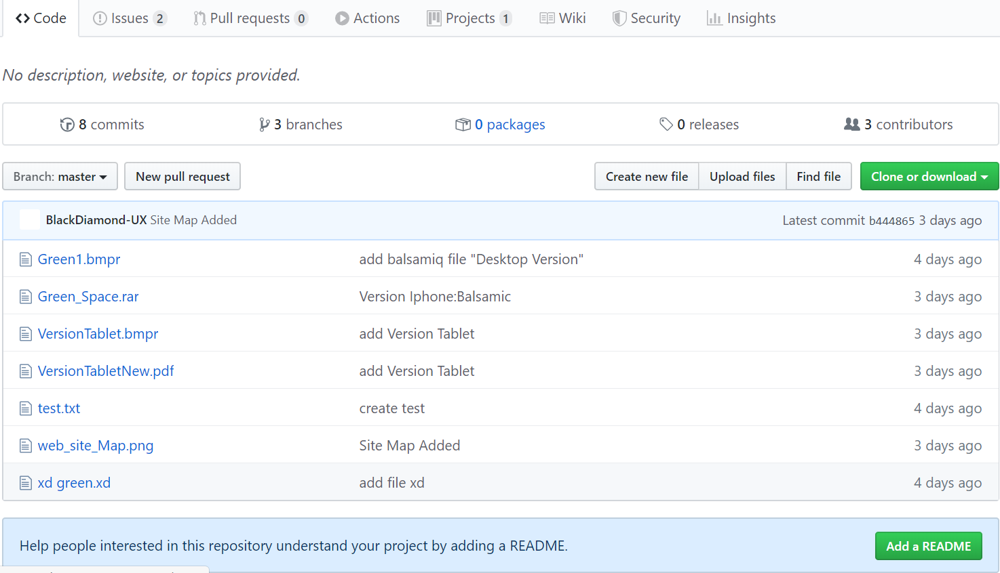 Code Issues 2 Pull requests 0 Actions Projects 1 Wiki Security Insights
No description, website, or topics provided.
8 commits 3 branches 0 packages 0 releases 3 contributors
Branch: master New pull request Create new file Upload files Find file Clone or download
BlackDiamond-UX Site Map Added Latest commit b444865 3 days ago
Green1.bmpr add balsamiq file "Desktop Version" 4 days ago
Green_Space.rar Version Iphone:Balsamic 3 days ago
VersionTablet.bmpr add Version Tablet 3 days ago
VersionTabletNew.pdf add Version Tablet 3 days ago
test.txt create test 4 days ago
web_site_Map.png Site Map Added 3 days ago
xd green.xd add file xd 4 days ago
Help people interested in this repository understand your project by adding a README. Add a README